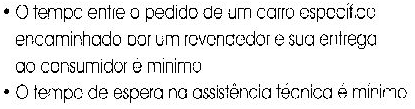 • O tempo entre o pedido de um carro específico
encaminhado por um revendedor e sua entrega
ao consumidor é mínimo
• O tempo de espera na assistência técnica é mínimo